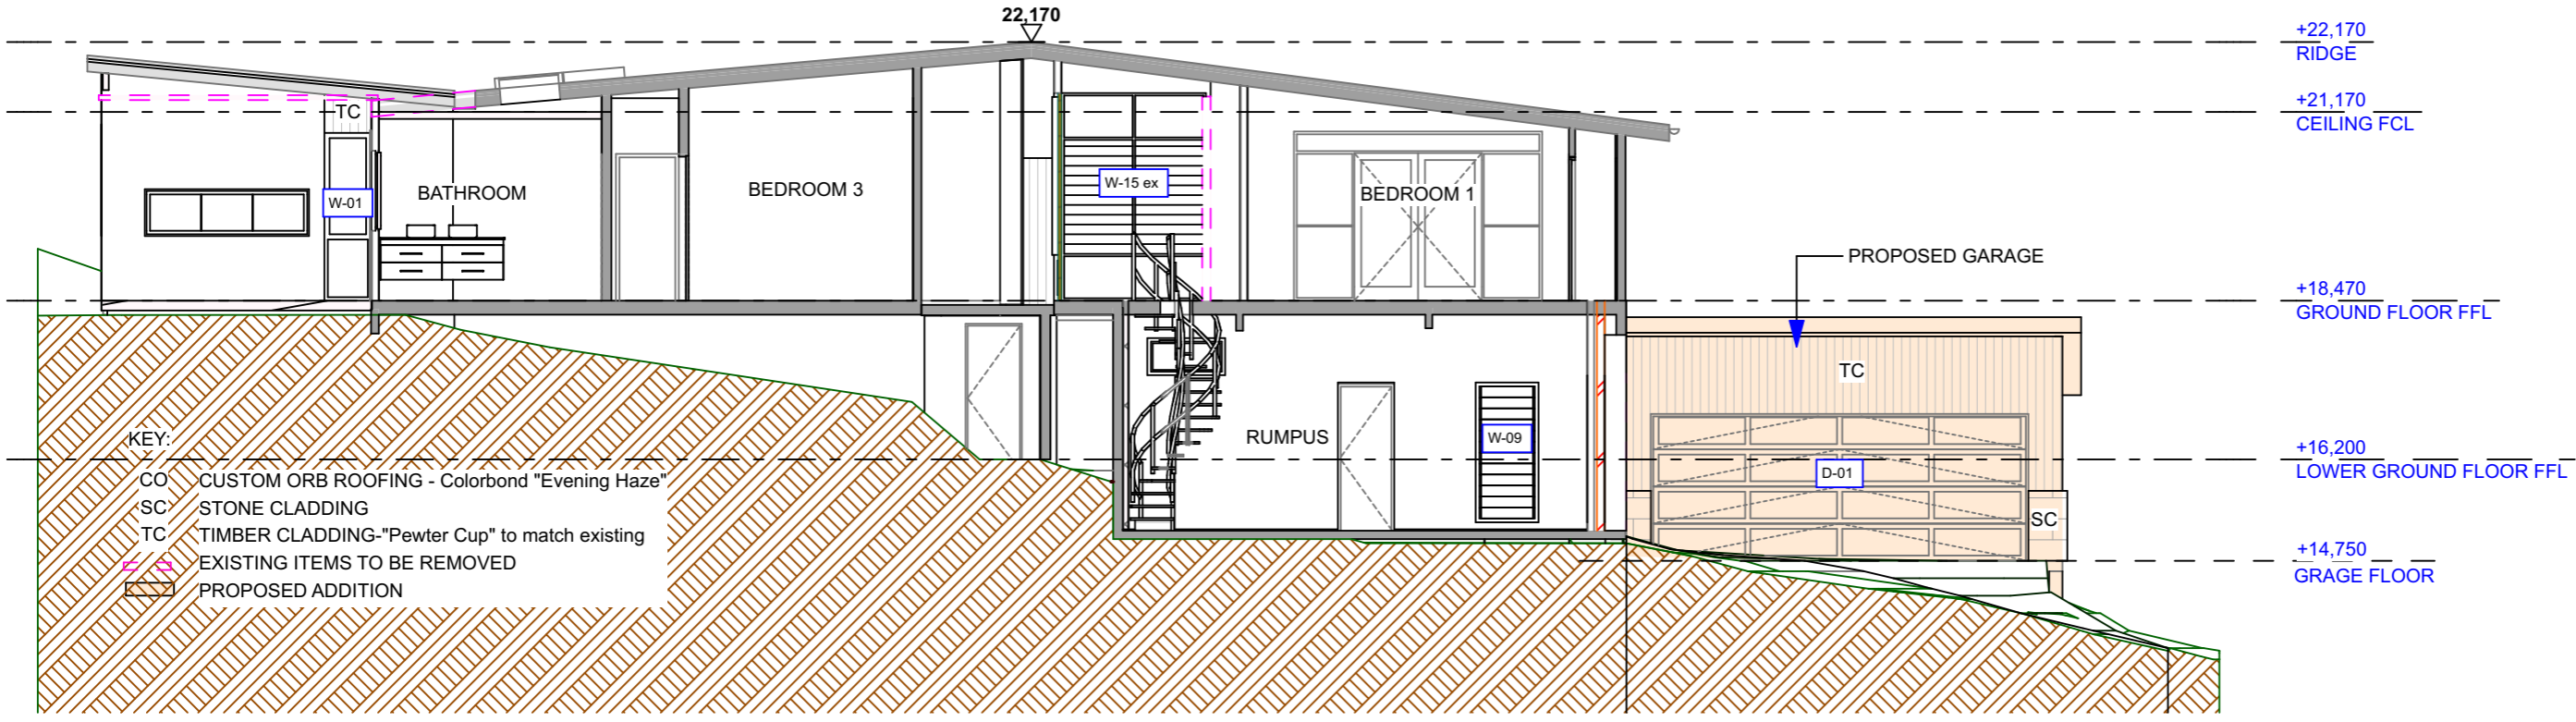 22,170
+22,170
RIDGE
TC
+21,170
CEILING FCL
W-01
BATHROOM
BEDROOM 3
W-15 ex
BEDROOM 1
PROPOSED GARAGE
+18,470
GROUND FLOOR FFL
TC
RUMPUS
W-09
D-01
SC
+16,200
LOWER GROUND FLOOR FFL
+14,750
GRAGE FLOOR
KEY:
CO CUSTOM ORB ROOFING - Colorbond "Evening Haze"
SC STONE CLADDING
TC TIMBER CLADDING-"Pewter Cup" to match existing
EXISTING ITEMS TO BE REMOVED
PROPOSED ADDITION